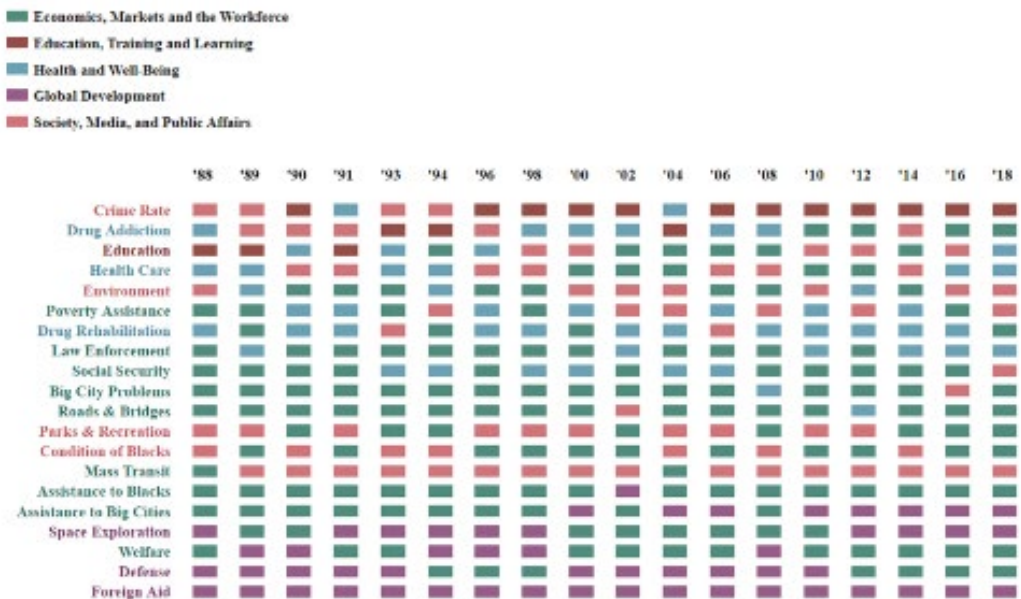 Economics, Markets and the Workforce
Education, Training and Learning
Health and Well-Being
Global Development
Society, Media, and Public Affairs
'88 '89 '90 '91 '93 '94 '96 '98 '00 '02 '04 '06 '08 '10 '12 '14 '16 '18
Crime Rate
Drug Addiction
Education
Health Care
Environment
Poverty Assistance
Drug Rehabilitation
Law Enforcement
Social Security
Big City Problems
Roads & Bridges
Parks & Recreation
Condition of Blacks
Mass Transit
Assistance to Blacks
Assistance to Big Cities
Space Exploration
Welfare
Defense
Foreign Aid